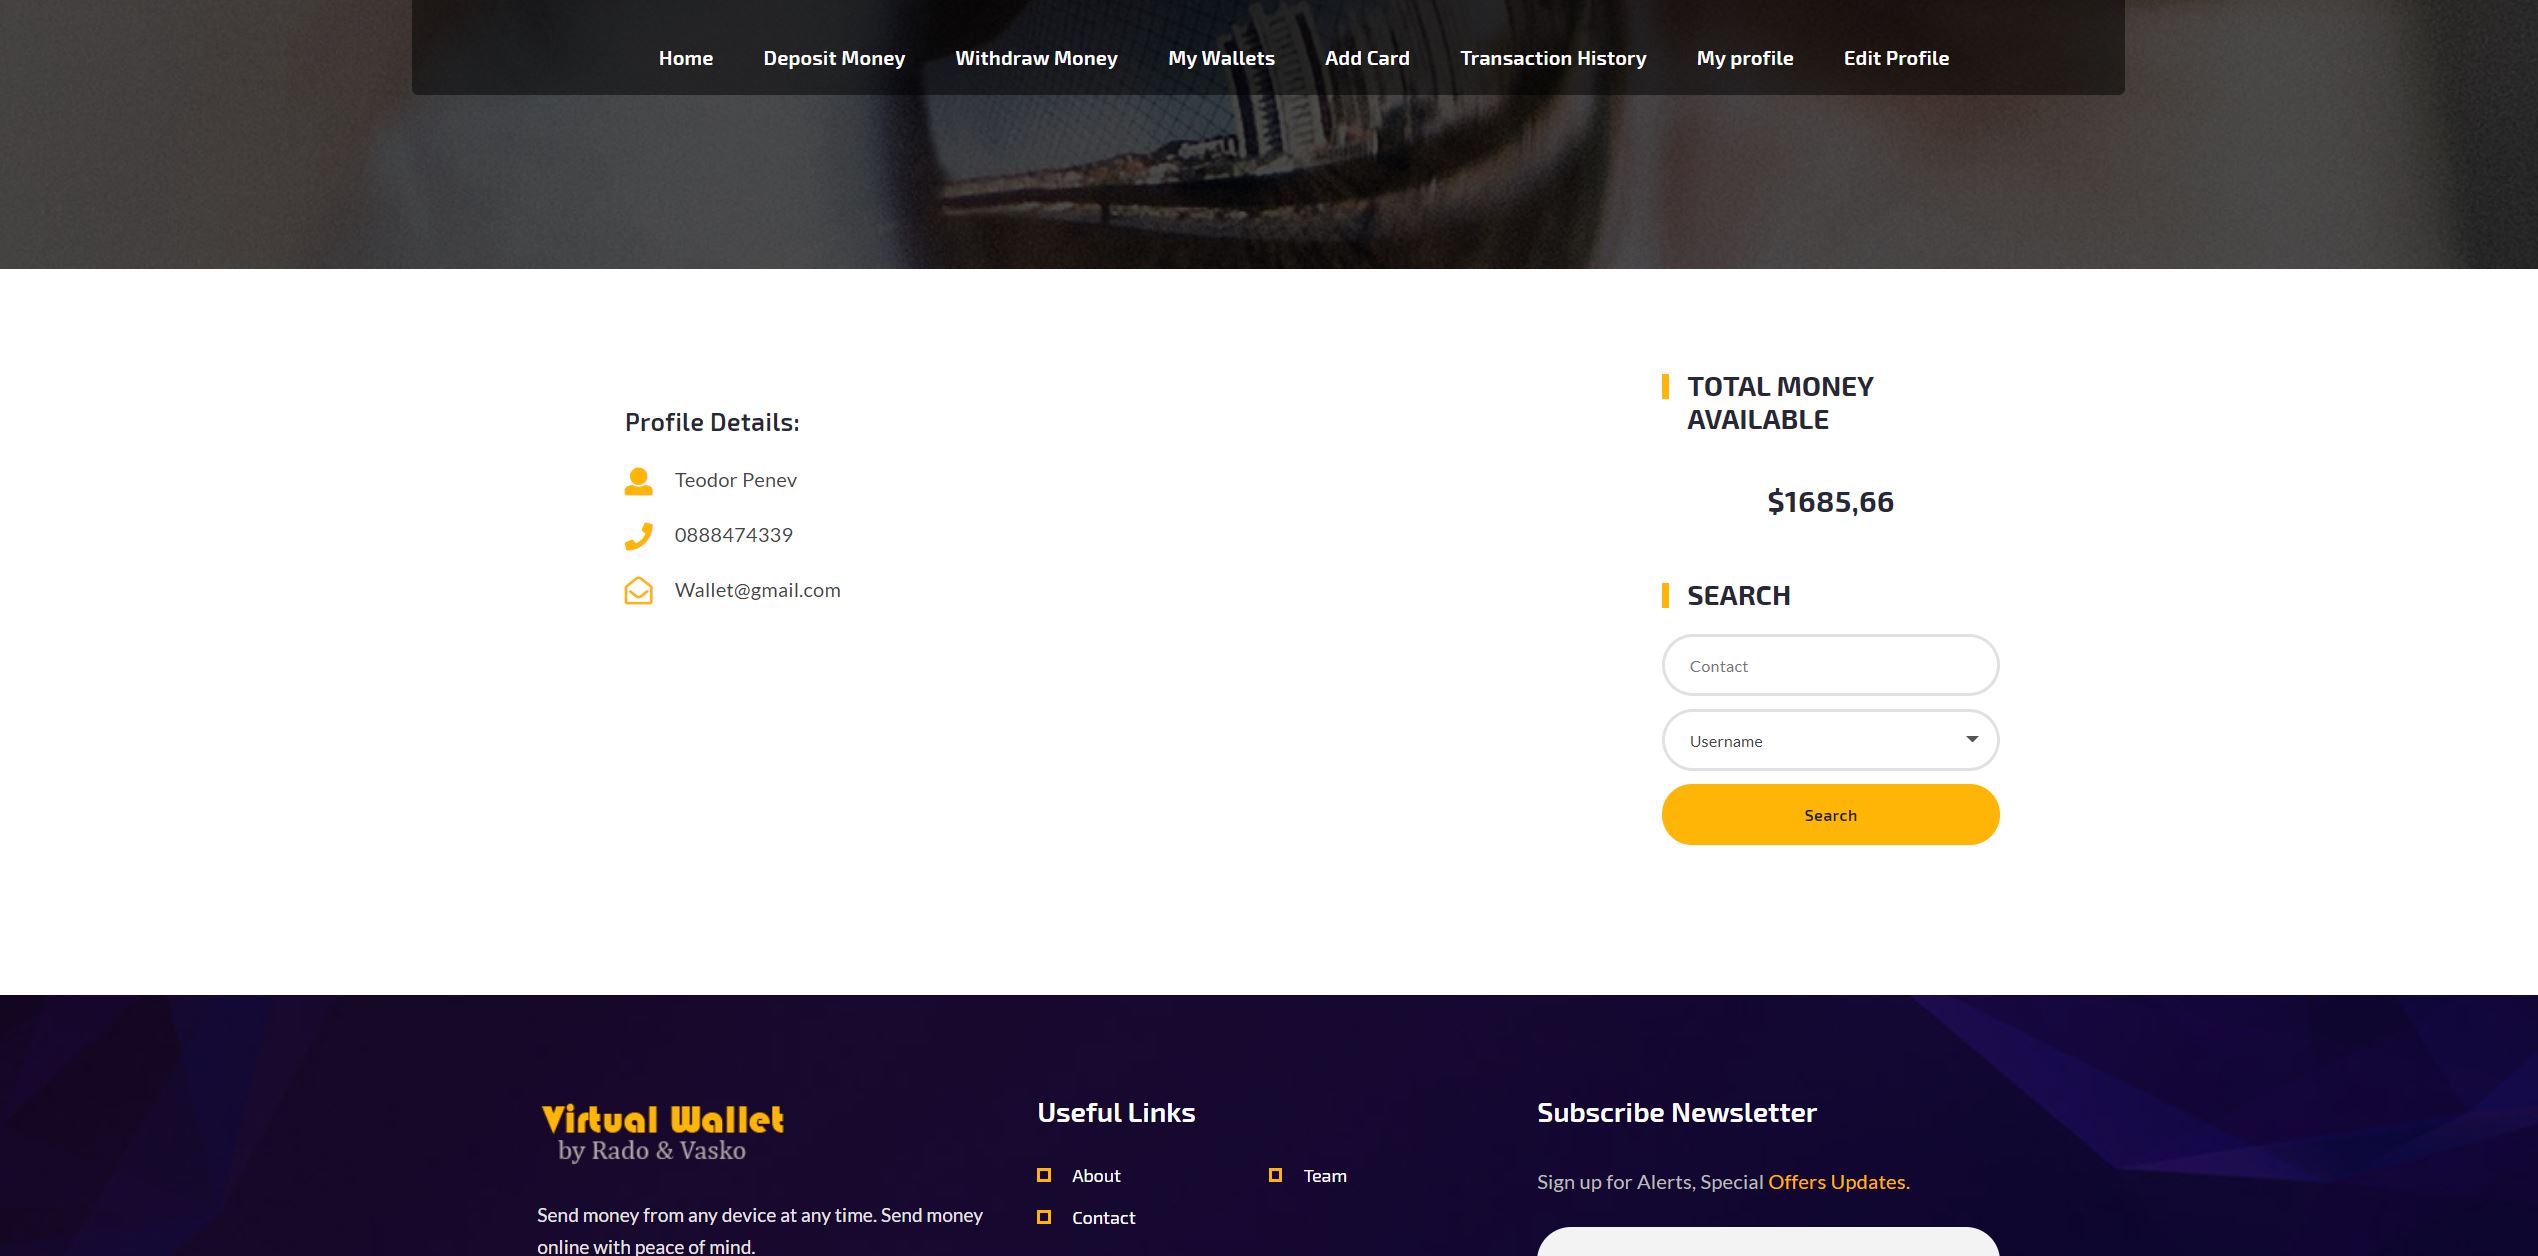 Home Deposit Money Withdraw Money My Wallets Add Card Transaction History My profile Edit Profile
Profile Details:
Teodor Penev
0888474339
Wallet@gmail.com
TOTAL MONEY
AVAILABLE
$1685,66
SEARCH
Contact
Username
Search
Virtual Wallet
by Rado & Vasko
Send money from any device at any time. Send money
online with peace of mind.
Useful Links
About Team
Contact
Subscribe Newsletter
Sign up for Alerts, Special Offers Updates.